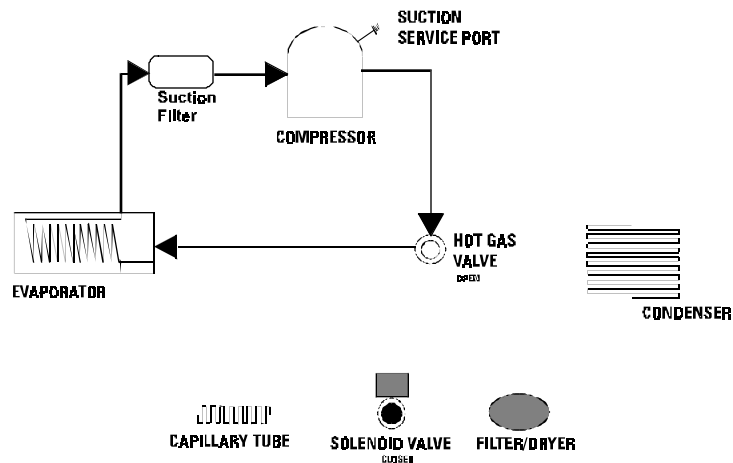 SUCTION
SERVICE PORT
Suction
Filter
COMPRESSOR
HOT GAS
VALVE
OPEN
EVAPORATOR
CONDENSER
CAPILLARY TUBE
SOLENOID VALVE
CLOSED
FILTER/DRYER